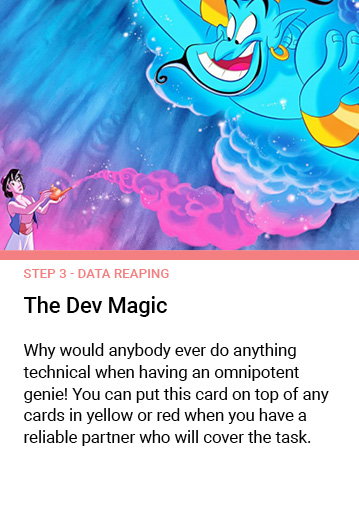 STEP 3 - DATA REAPING
The Dev Magic
Why would anybody ever do anything
technical when having an omnipotent
genie! You can put this card on top of any
cards in yellow or red when you have a
reliable partner who will cover the task.